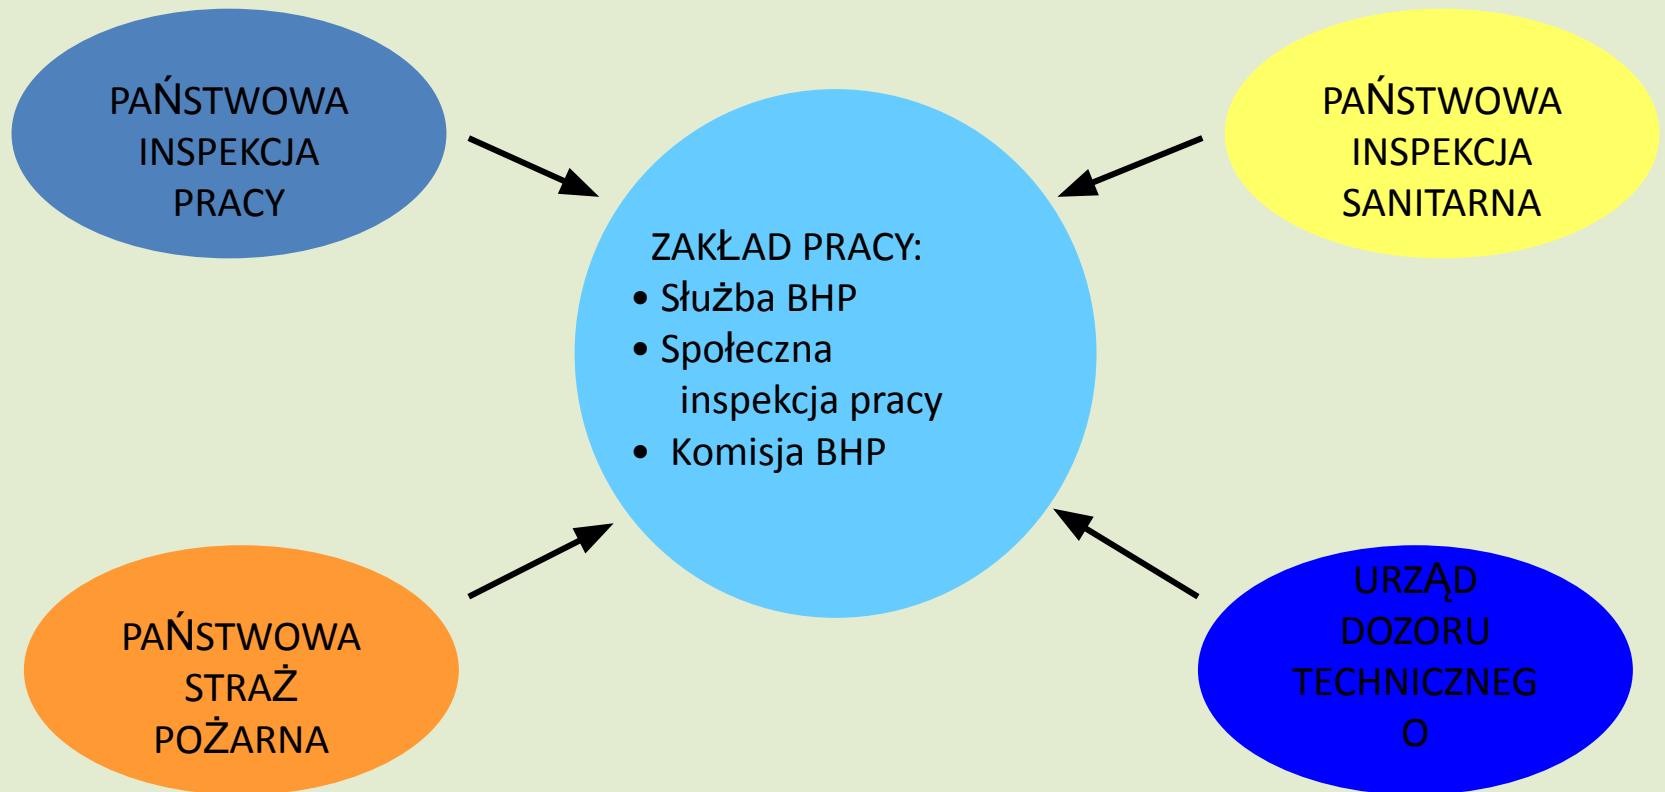 PAŃSTWOWA
INSPEKCJA
PRACY
PAŃSTWOWA
INSPEKCJA
SANITARNA
ZAKŁAD PRACY:
• Służba BHP
• Społeczna
inspekcja pracy
• Komisja BHP
PAŃSTWOWA
STRAŻ
POŻARNA
URZĄD
DOZORU
TECHNICZNEG
O